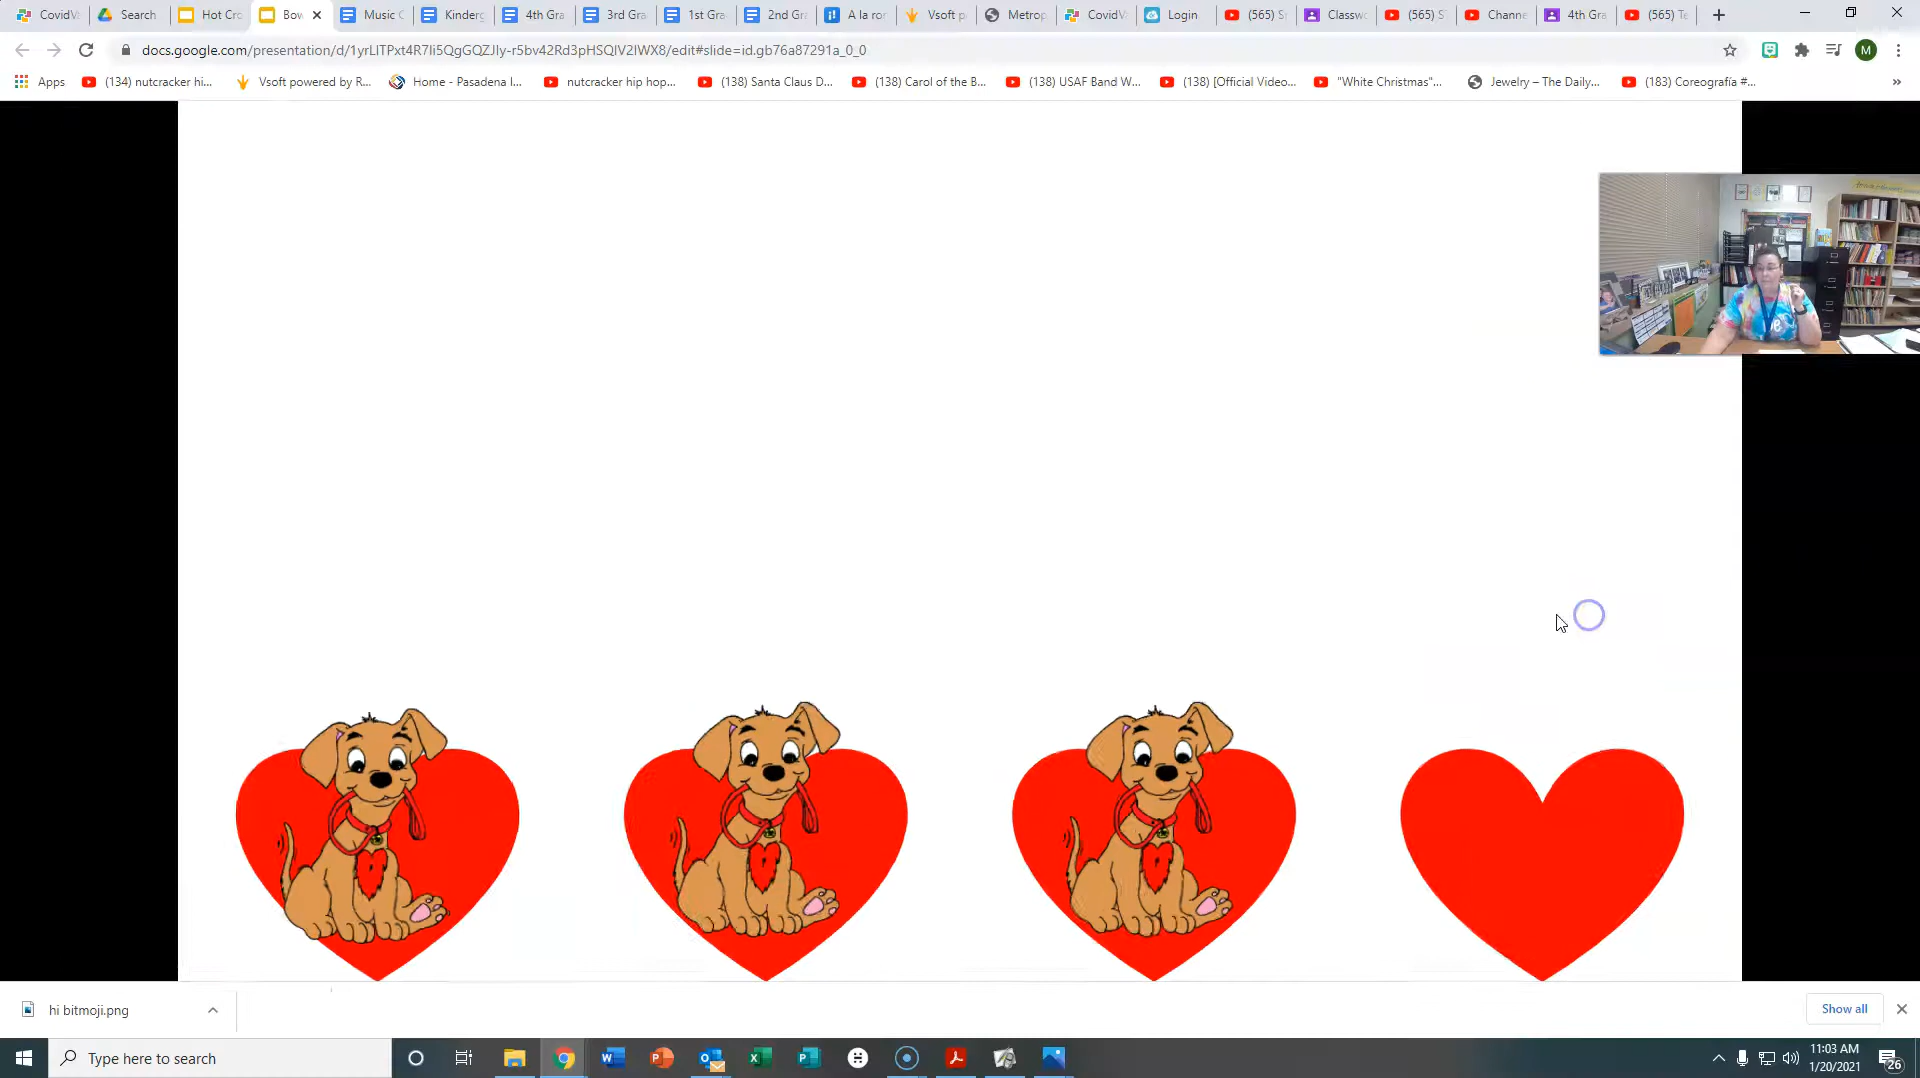 CovidV
Search
Hot Cro
Bow
Music C
Kinderg
4th Gra
3rd Gra
1st Gra
2nd Gra
A la ror
Vsoft p
Metrop
CovidV
Login
(565) S
Classw
(565) S
Channe
4th Gra
(565) Te
docs.google.com/presentation/d/1yrLITPxt4R7Ii5QgGQZJIy-r5bv42Rd3pHSQIV2IWX8/edit#slide=id.gb76a87291a_0_0
M
Apps
(134) nutcracker hi...
Vsoft powered by R...
Home - Pasadena I...
nutcracker hip hop...
(138) Santa Claus D...
(138) Carol of the B...
(138) USAF Band W...
(138) [Official Video...
"White Christmas"...
Jewelry – The Daily...
(183) Coreografía #...
hi bitmoji.png
Show all
Type here to search
11:03 AM
1/20/2021
26